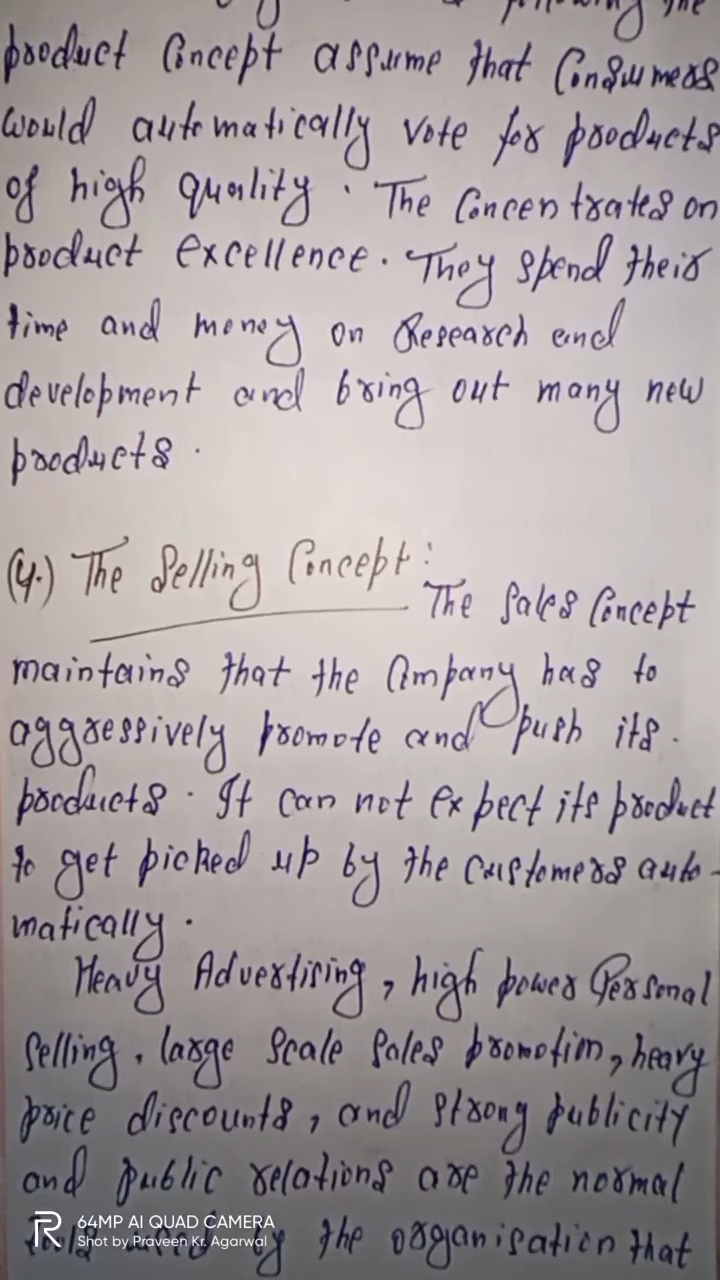 following the
product Concept assume that Consumers
would automatically vote for products
of high quality. The Concentrates on
product excellence. They spend their
time and money on Research and
development and bring out many new
products.
(4.) The Selling Concept:
The Sales Concept
maintains that the Company has to
aggressively promote and push its.
products. It can not expect its product
to get picked up by the customers auto-
matically.
Heavy Advertising, high power Personal
Selling, large scale sales promotion, heavy
price discounts, and strong publicity
and public relations are the normal
by the organisation that
64MP AI QUAD CAMERA
Shot by Praveen Kr. Agarwal